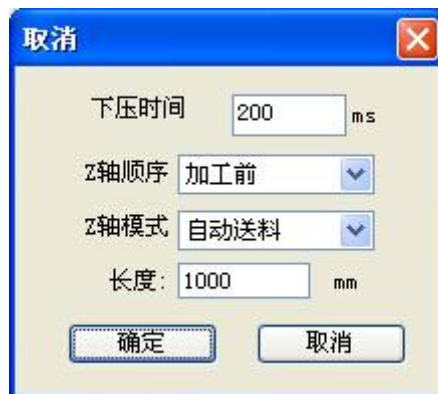 取消
下压时间 200 ms
Z轴顺序 加工前
Z轴模式 自动送料
长度: 1000 mm
确定 取消